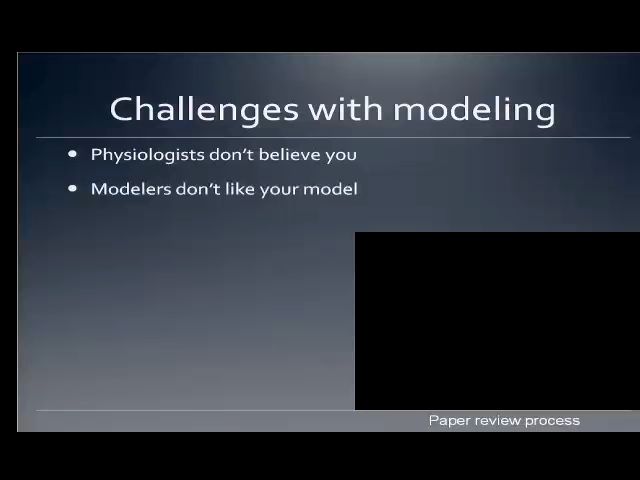 Challenges with modeling
• Physiologists don't believe you
• Modelers don't like your model
Paper review process